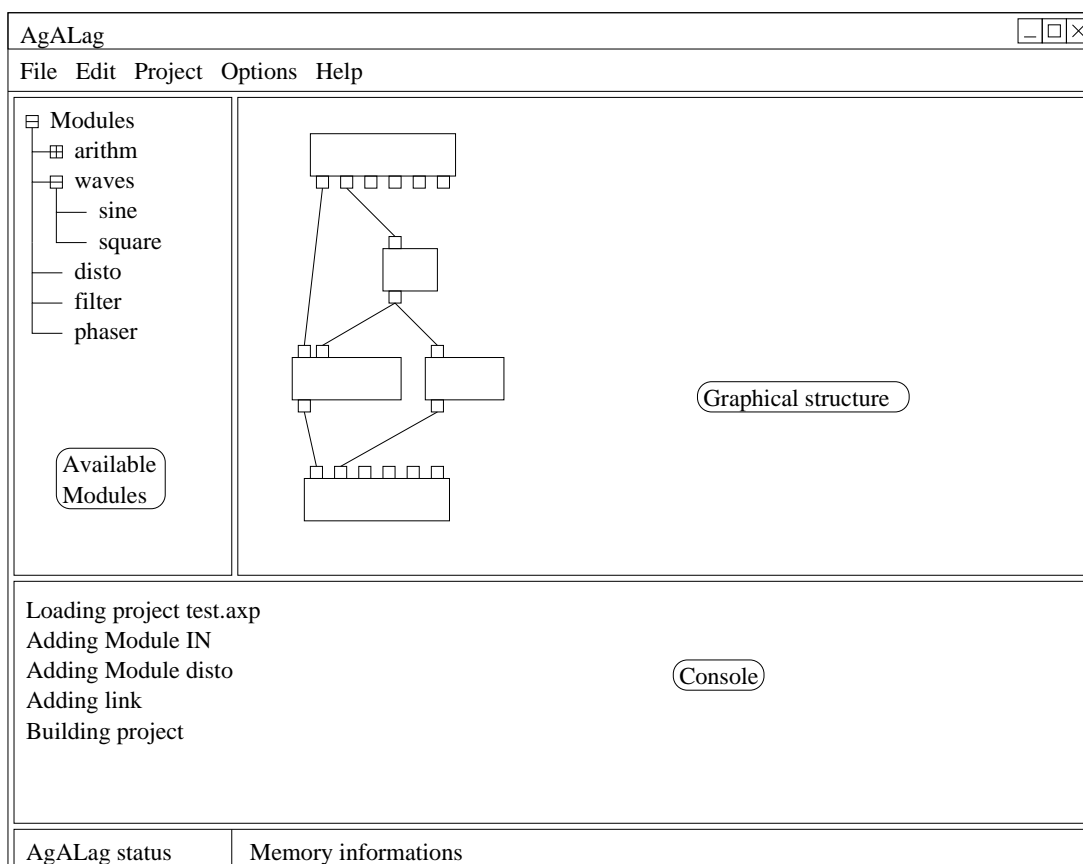 AgALag
File Edit Project Options Help
Modules
arithm
waves
sine
square
disto
filter
phaser
Available
Modules
Graphical structure
Loading project test.axp
Adding Module IN
Adding Module disto
Adding link
Building project
Console
AgALag status
Memory informations